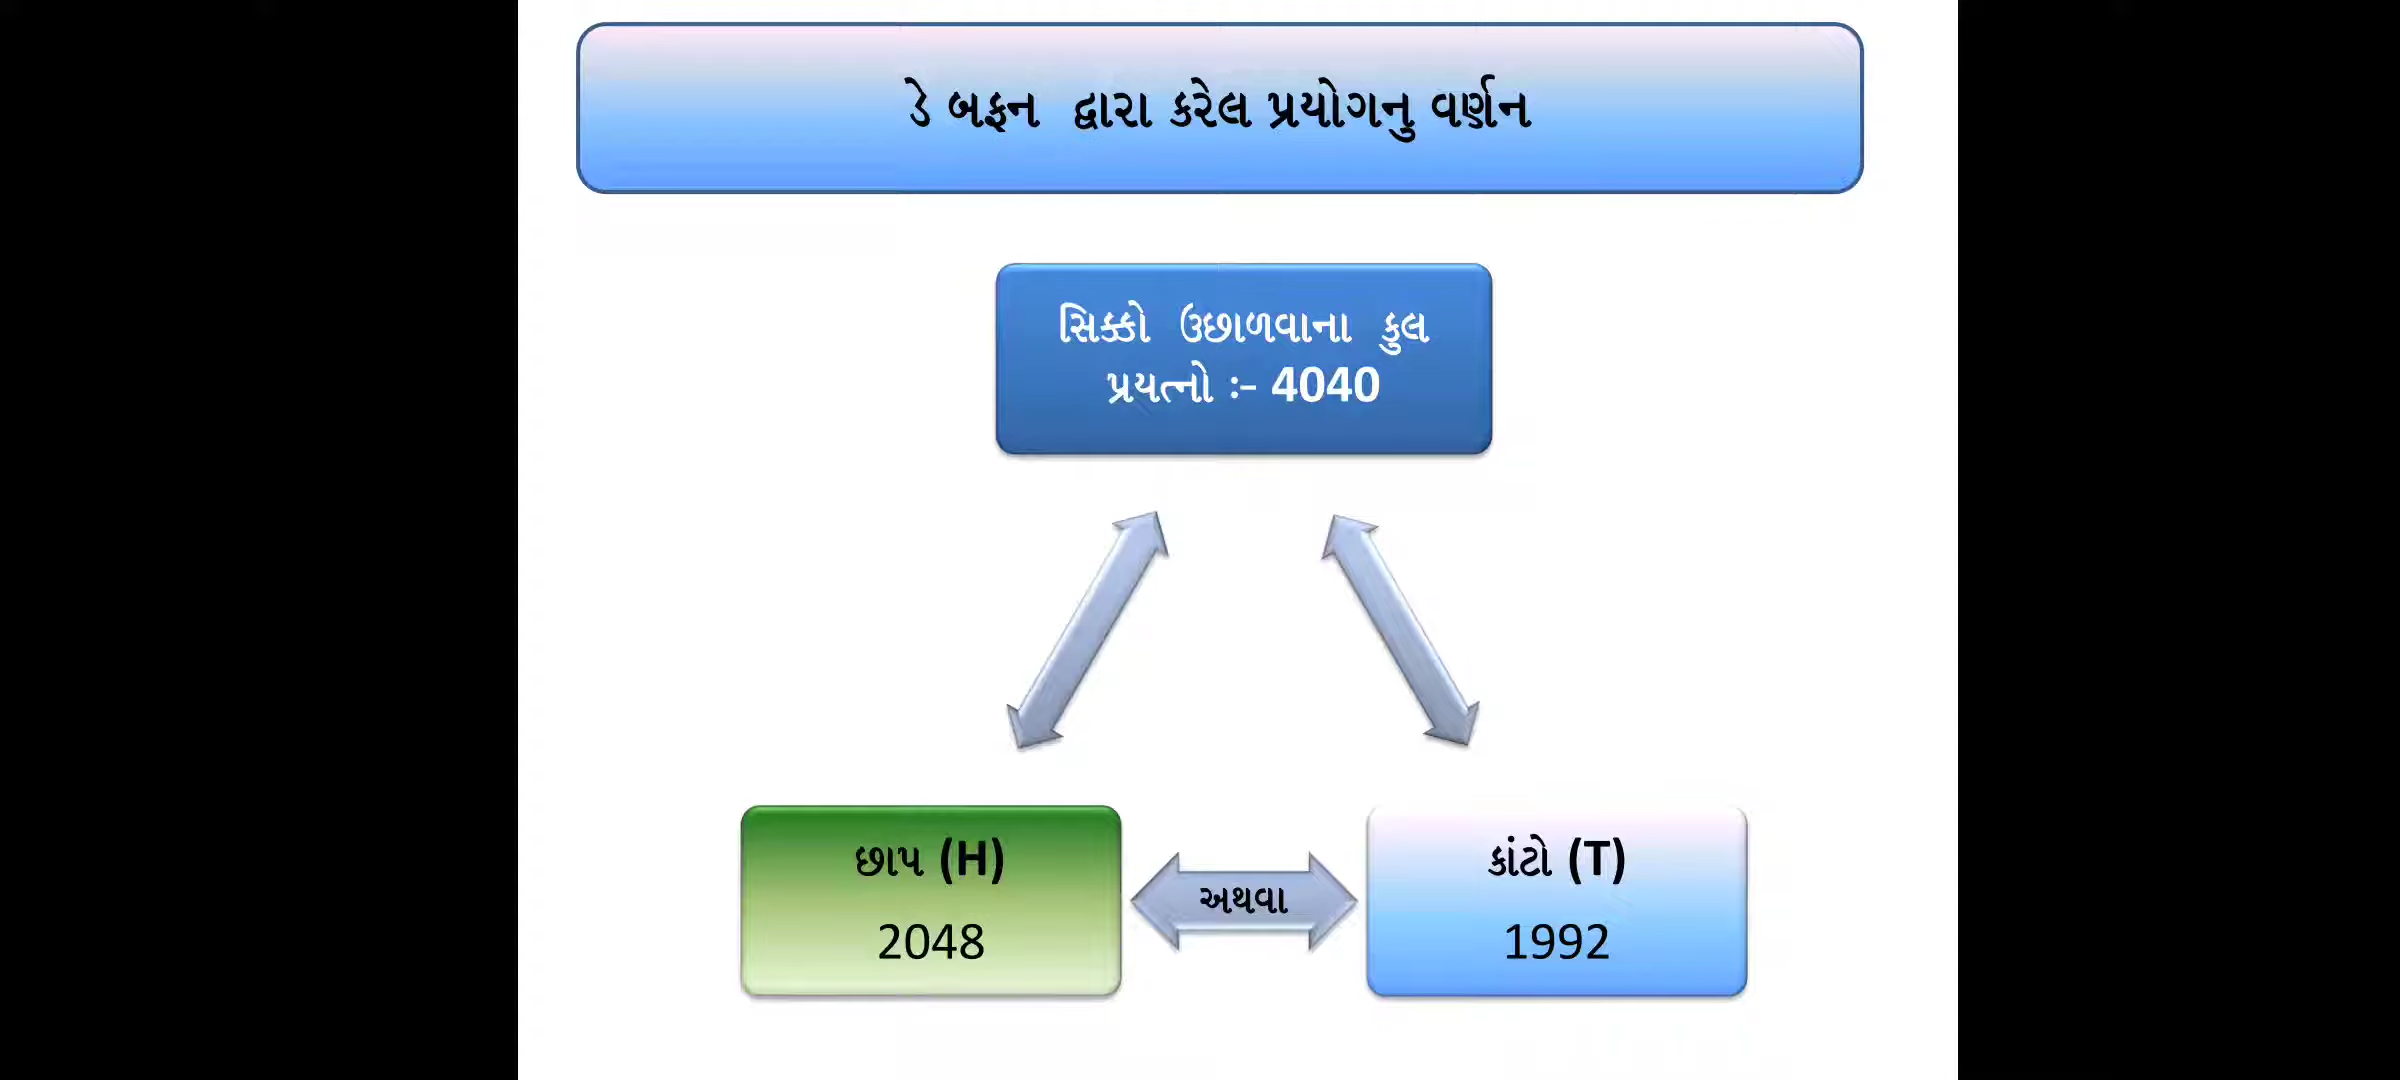 ડે બફન દ્વારા કરેલ પ્રયોગનુ વર્ણન
સિક્કો ઉછાળવાના કુલ
પ્રયત્નો :- 4040
છાપ (H)
2048
અથવા
કાંટો (T)
1992